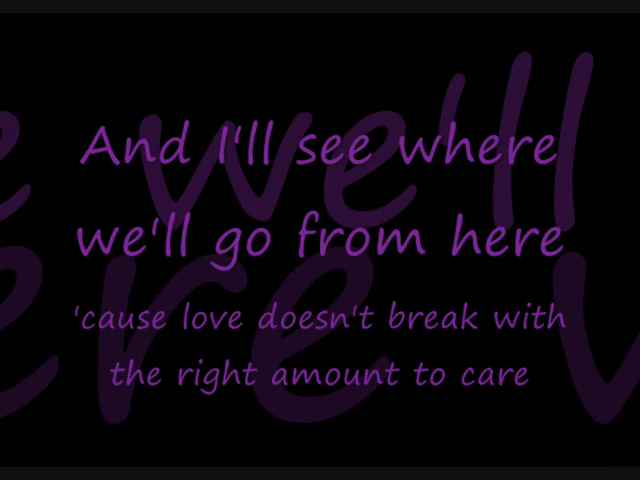 And I'll see where
we'll go from here
'cause love doesn't break with
the right amount to care